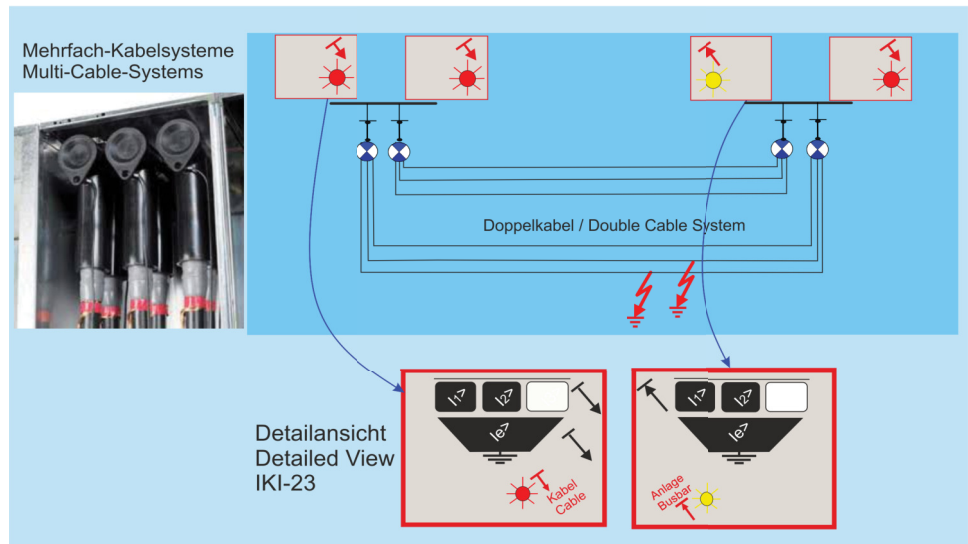 Mehrfach-Kabelsysteme
Multi-Cable-Systems
Doppelkabel / Double Cable System
Detailansicht
Detailed View
IKI-23
I1>
I2>
Ie>
Kabel
Cable
I1>
I2>
Ie>
Anlage
Busbar